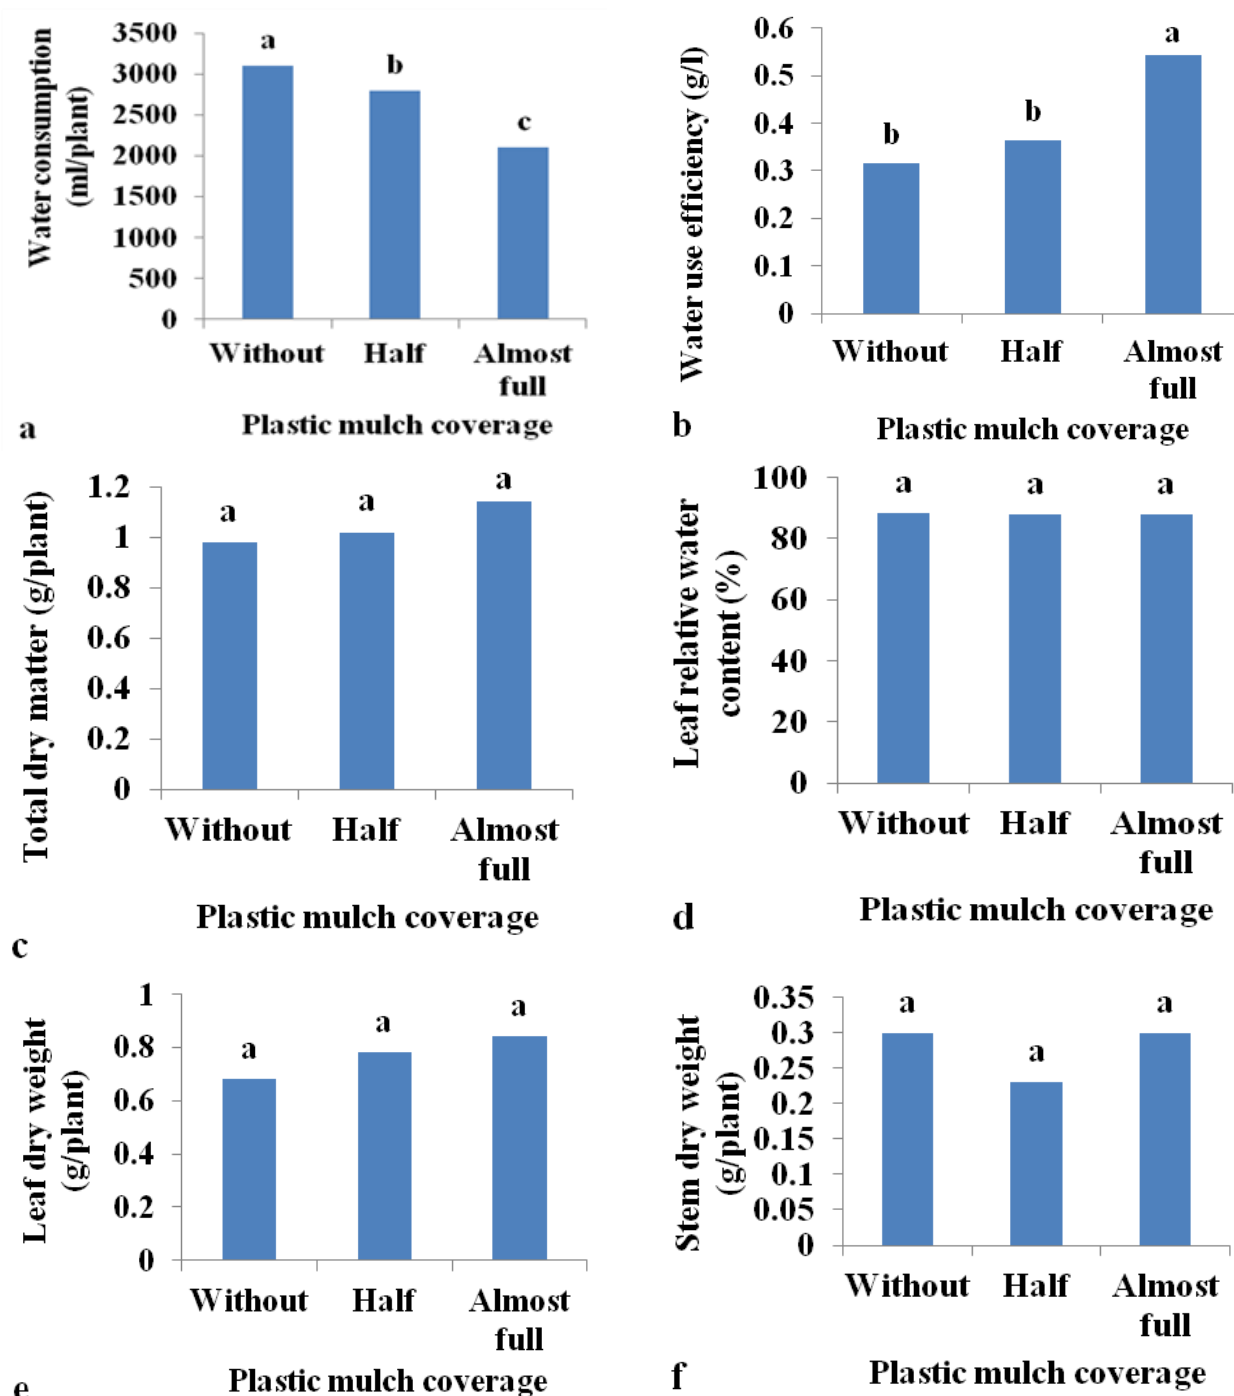 Water consumption
(ml/plant)
3500
3000
2500
2000
1500
1000
500
0
a
b
c
Without
Half
Almost
full
Plastic mulch coverage
a
Water use efficiency (g/l)
0.6
0.5
0.4
0.3
0.2
0.1
0
b
b
a
Without
Half
Almost
full
Plastic mulch coverage
b
Total dry matter (g/plant)
1.2
1
0.8
0.6
0.4
0.2
0
a
a
a
Without
Half
Almost
full
Plastic mulch coverage
c
Leaf relative water
content (%)
100
80
60
40
20
0
a
a
a
Without
Half
Almost
full
Plastic mulch coverage
d
Leaf dry weight
(g/plant)
1
0.8
0.6
0.4
0.2
0
a
a
a
Without
Half
Almost
full
Plastic mulch coverage
e
Stem dry weight
(g/plant)
0.35
0.3
0.25
0.2
0.15
0.1
0.05
0
a
a
a
Without
Half
Almost
full
Plastic mulch coverage
f